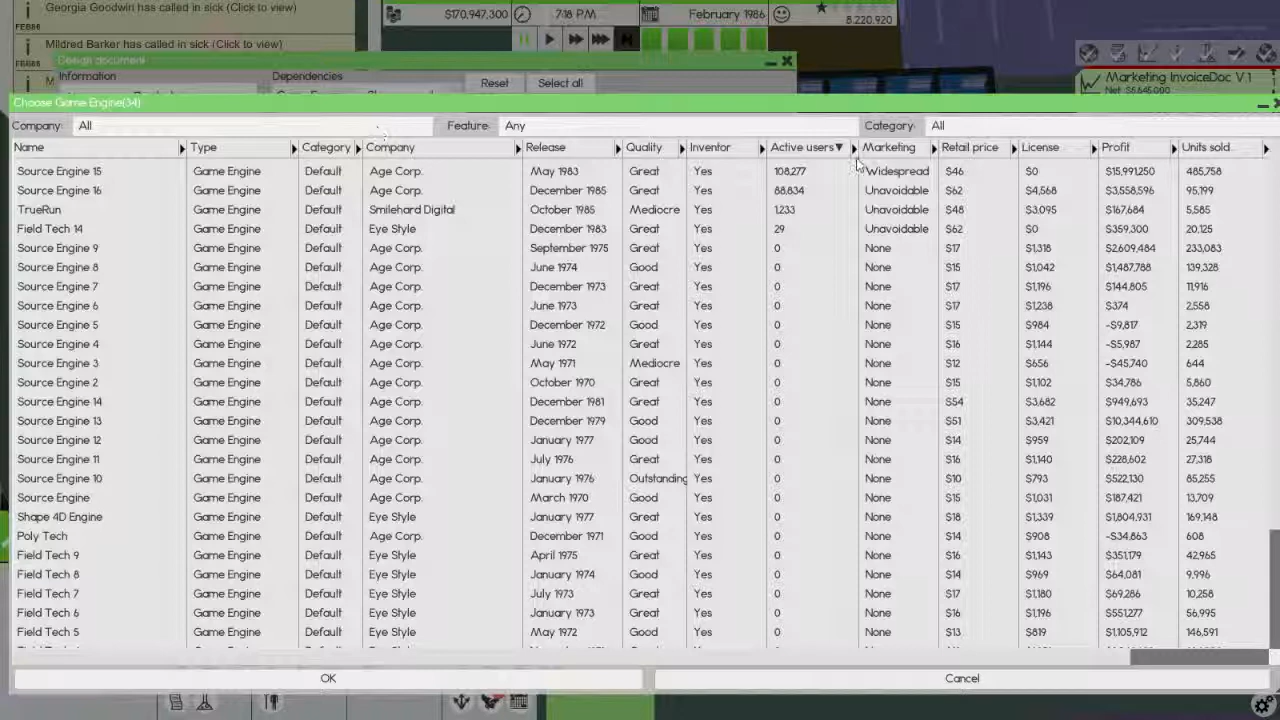 Georgia Goodwin has called in sick (Click to view)
FEB86
Mildred Barker has called in sick (Click to view)
FEB86
$170,947,300
7:18 PM
February 1986
8,220,920
Design document
Information
Dependencies
Reset
Select all
Marketing InvoiceDoc V.1
Net: $6,645,000
Choose Game Engine(34)
Company: All Feature: Any Category: All
Name Type Category Company Release Quality Inventor Active users▼ Marketing Retail price License Profit Units sold
Source Engine 15 Game Engine Default Age Corp. May 1983 Great Yes 108,277 Widespread $46 $0 $15,991,250 485,758
Source Engine 16 Game Engine Default Age Corp. December 1985 Great Yes 88,834 Unavoidable $62 $4,568 $3,558,596 95,199
TrueRun Game Engine Default Smilehard Digital October 1985 Mediocre Yes 1,233 Unavoidable $48 $3,095 $167,684 5,585
Field Tech 14 Game Engine Default Eye Style December 1983 Great Yes 29 Unavoidable $62 $0 $359,300 20,125
Source Engine 9 Game Engine Default Age Corp. September 1975 Great Yes 0 None $17 $1,318 $2,609,484 233,083
Source Engine 8 Game Engine Default Age Corp. June 1974 Good Yes 0 None $15 $1,042 $1,487,788 139,328
Source Engine 7 Game Engine Default Age Corp. December 1973 Great Yes 0 None $17 $1,196 $144,805 11,916
Source Engine 6 Game Engine Default Age Corp. June 1973 Great Yes 0 None $17 $1,238 $374 2,558
Source Engine 5 Game Engine Default Age Corp. December 1972 Good Yes 0 None $15 $984 -$9,817 2,319
Source Engine 4 Game Engine Default Age Corp. June 1972 Great Yes 0 None $16 $1,144 -$5,987 2,285
Source Engine 3 Game Engine Default Age Corp. May 1971 Mediocre Yes 0 None $12 $656 -$45,740 644
Source Engine 2 Game Engine Default Age Corp. October 1970 Great Yes 0 None $15 $1,102 $34,786 5,860
Source Engine 14 Game Engine Default Age Corp. December 1981 Great Yes 0 None $54 $3,682 $949,693 35,247
Source Engine 13 Game Engine Default Age Corp. December 1979 Good Yes 0 None $51 $3,421 $10,344,610 309,538
Source Engine 12 Game Engine Default Age Corp. January 1977 Good Yes 0 None $14 $959 $202,109 25,744
Source Engine 11 Game Engine Default Age Corp. July 1976 Great Yes 0 None $16 $1,140 $228,602 27,318
Source Engine 10 Game Engine Default Age Corp. January 1976 Outstanding Yes 0 None $10 $793 $522,130 85,255
Source Engine Game Engine Default Age Corp. March 1970 Good Yes 0 None $15 $1,031 $187,421 13,709
Shape 4D Engine Game Engine Default Eye Style January 1977 Great Yes 0 None $18 $1,339 $1,804,931 169,148
Poly Tech Game Engine Default Eye Style December 1971 Good Yes 0 None $14 $908 -$34,863 608
Field Tech 9 Game Engine Default Eye Style April 1975 Great Yes 0 None $16 $1,143 $351,179 42,965
Field Tech 8 Game Engine Default Eye Style January 1974 Good Yes 0 None $14 $969 $64,081 9,996
Field Tech 7 Game Engine Default Eye Style July 1973 Great Yes 0 None $17 $1,180 $69,286 10,258
Field Tech 6 Game Engine Default Eye Style January 1973 Great Yes 0 None $16 $1,196 $551,277 56,995
Field Tech 5 Game Engine Default Eye Style May 1972 Good Yes 0 None $13 $819 $1,105,912 146,591
OK
Cancel